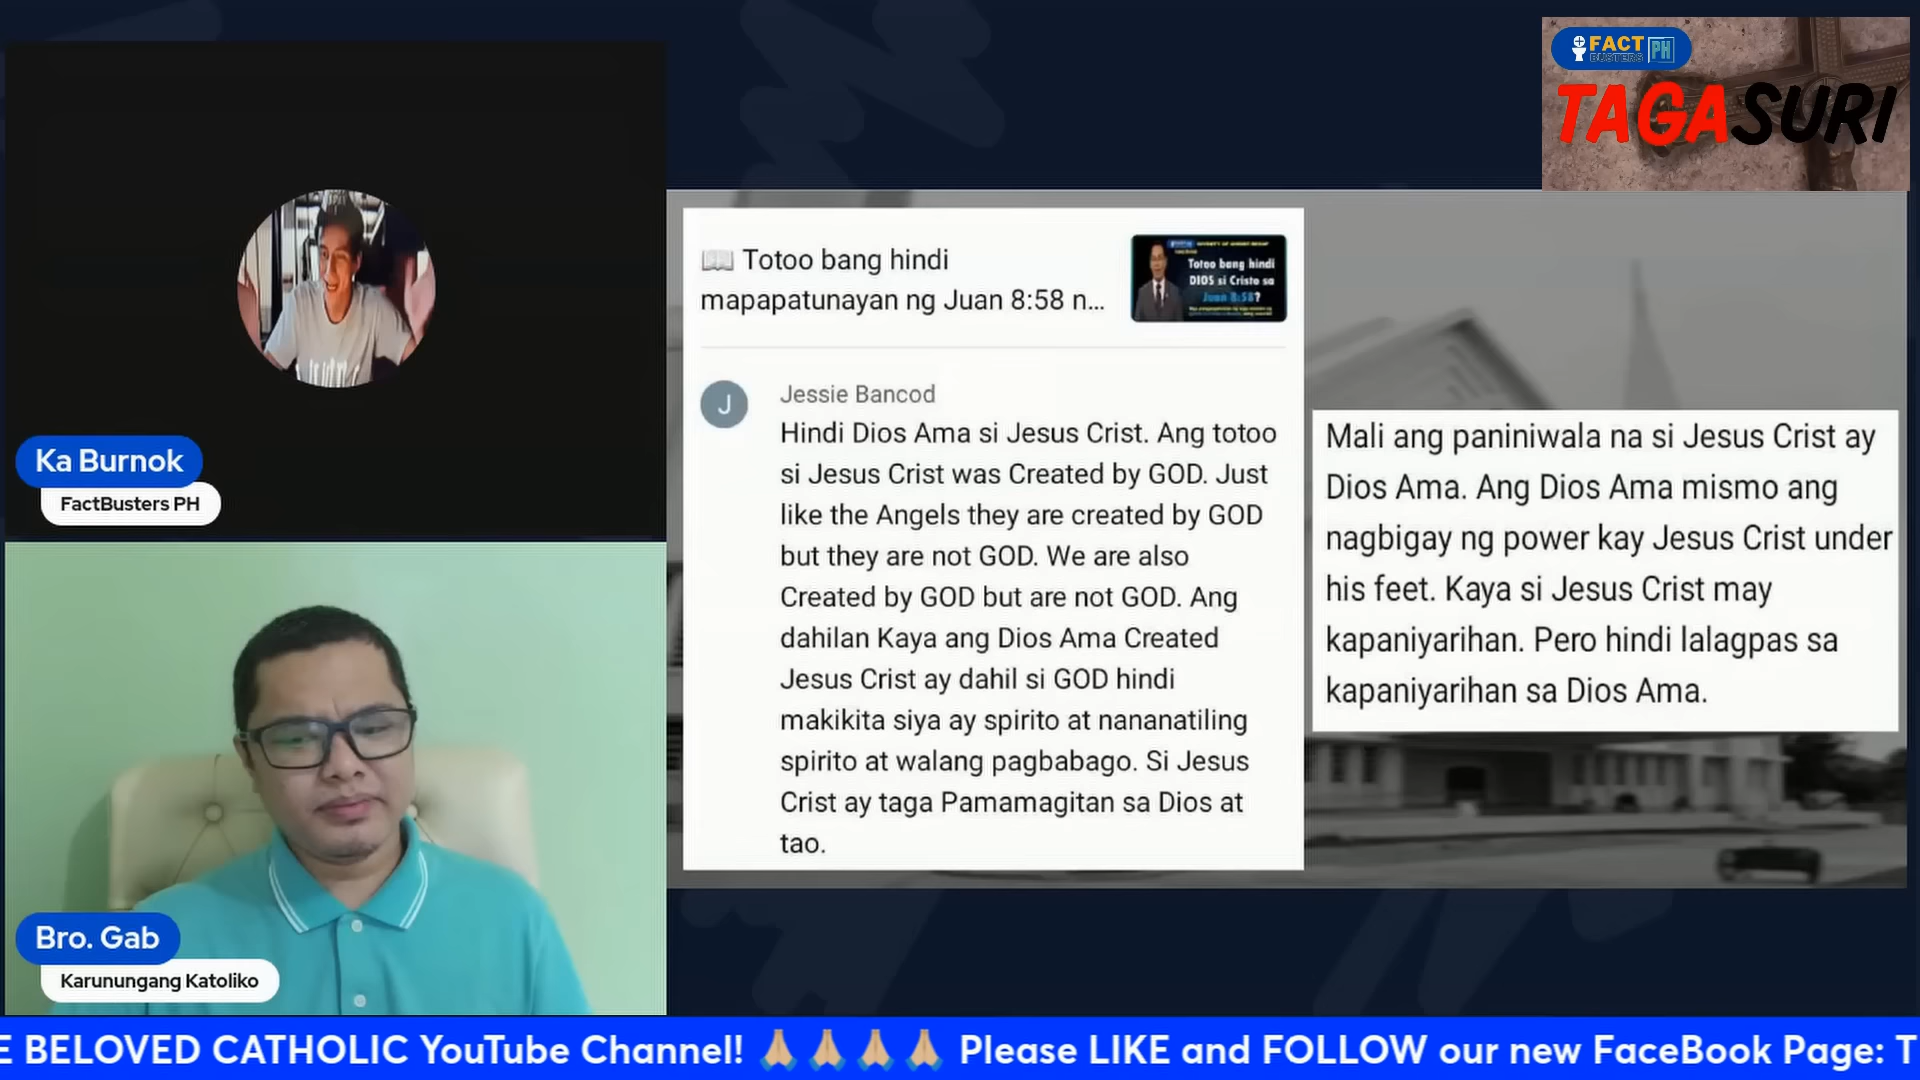 FACT
BUSTERS PH
TAGASURI
Ka Burnok
FactBusters PH
📖 Totoo bang hindi
mapapatunayan ng Juan 8:58 n...
Totoo bang hindi
DIOS si Cristo sa
Juan 8:58?
Jessie Bancod
J
Hindi Dios Ama si Jesus Crist. Ang totoo
si Jesus Crist was Created by GOD. Just
like the Angels they are created by GOD
but they are not GOD. We are also
Created by GOD but are not GOD. Ang
dahilan Kaya ang Dios Ama Created
Jesus Crist ay dahil si GOD hindi
makikita siya ay spirito at nananatiling
spirito at walang pagbabago. Si Jesus
Crist ay taga Pamamagitan sa Dios at
tao.
Mali ang paniniwala na si Jesus Crist ay
Dios Ama. Ang Dios Ama mismo ang
nagbigay ng power kay Jesus Crist under
his feet. Kaya si Jesus Crist may
kapaniyarihan. Pero hindi lalagpas sa
kapaniyarihan sa Dios Ama.
Bro. Gab
Karunungang Katoliko
E BELOVED CATHOLIC YouTube Channel! 🙏🏼🙏🏼🙏🏼🙏🏼 Please LIKE and FOLLOW our new FaceBook Page: T